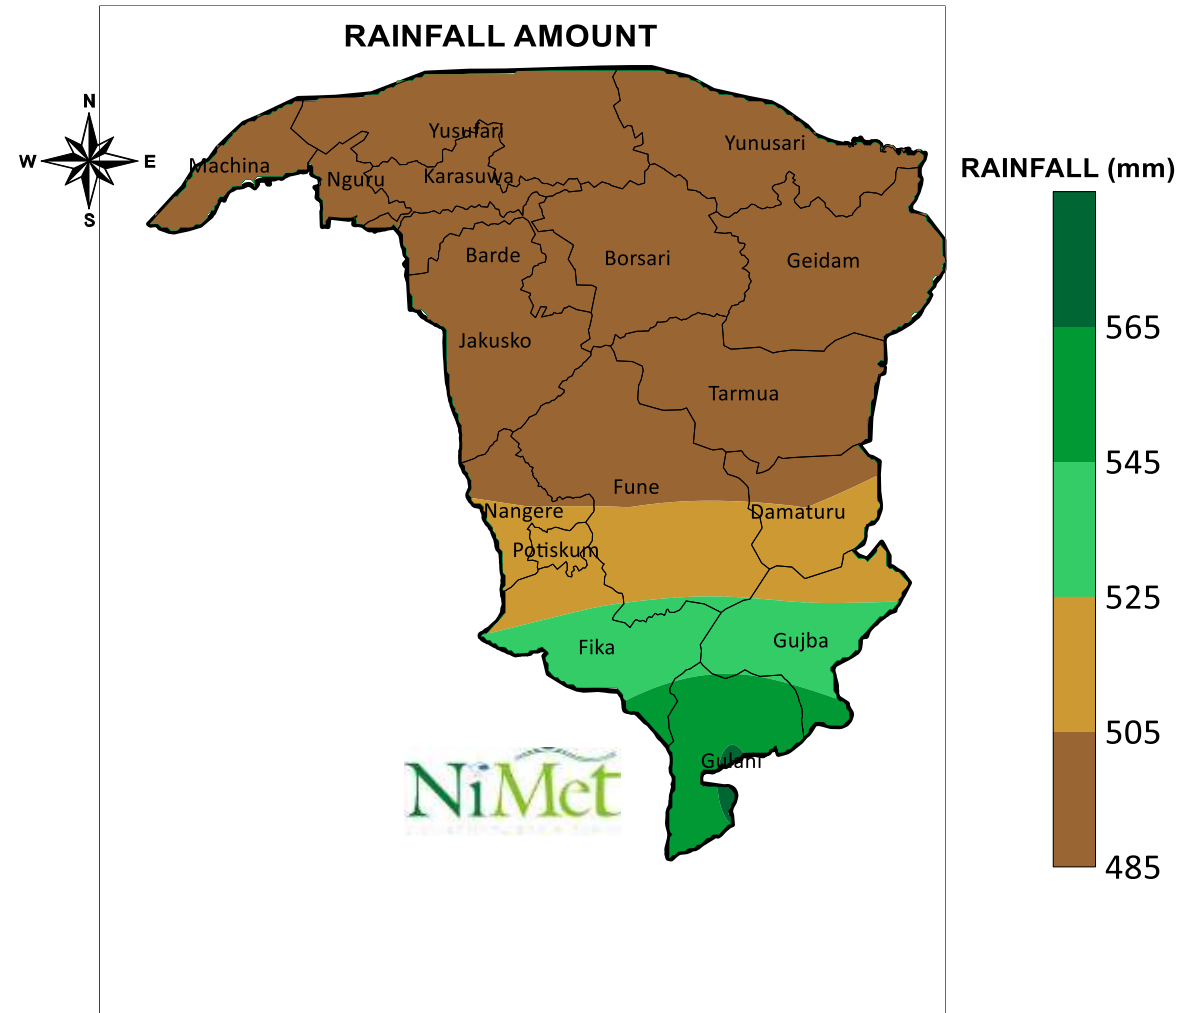 RAINFALL AMOUNT
N
W
E
S
Machina
Yusufari
Yunusari
Nguru
Karasuwa
Barde
Borsari
Geidam
Jakusko
Tarmua
Fune
Nangere
Damaturu
Potiskum
Fika
Gujba
Gulani
NiMet
RAINFALL (mm)
565
545
525
505
485